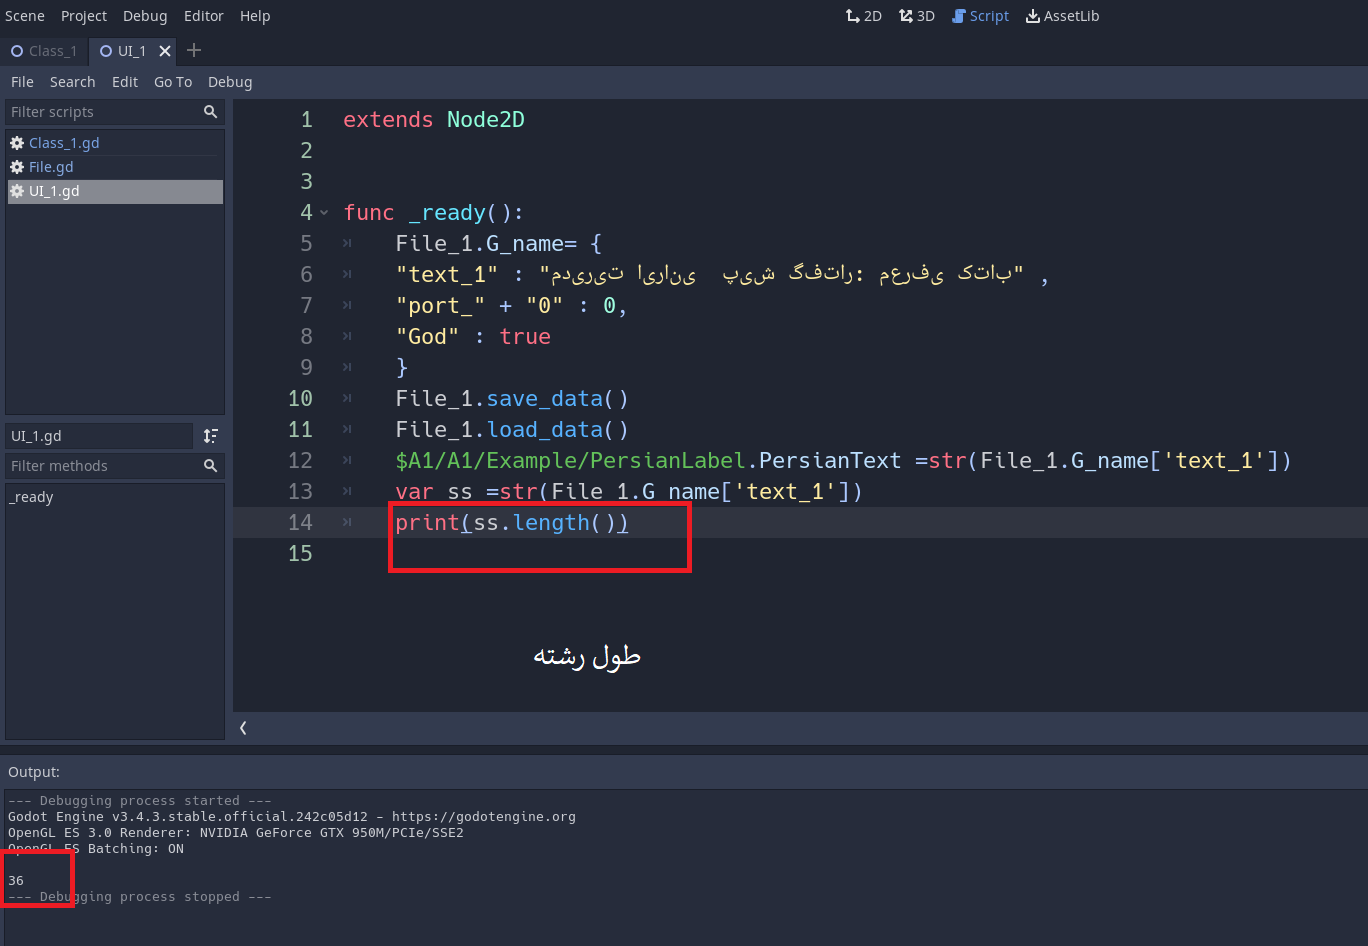 Scene Project Debug Editor Help 2D 3D Script AssetLib
Class_1 UI_1
File Search Edit Go To Debug
Filter scripts
Class_1.gd
File.gd
UI_1.gd
UI_1.gd
Filter methods
_ready
1 extends Node2D
2
3
4 func _ready():
5 File_1.G_name= {
6 "text_1" : "مدیریت ایرانی  پیش گفتار: معرفی کتاب" ,
7 "port_" + "0" : 0,
8 "God" : true
9 }
10 File_1.save_data()
11 File_1.load_data()
12 $A1/A1/Example/PersianLabel.PersianText =str(File_1.G_name['text_1'])
13 var ss =str(File_1.G_name['text_1'])
14 print(ss.length())
15
طول رشته
Output:
--- Debugging process started ---
Godot Engine v3.4.3.stable.official.242c05d12 - https://godotengine.org
OpenGL ES 3.0 Renderer: NVIDIA GeForce GTX 950M/PCIe/SSE2
OpenGL ES Batching: ON
36
--- Debugging process stopped ---